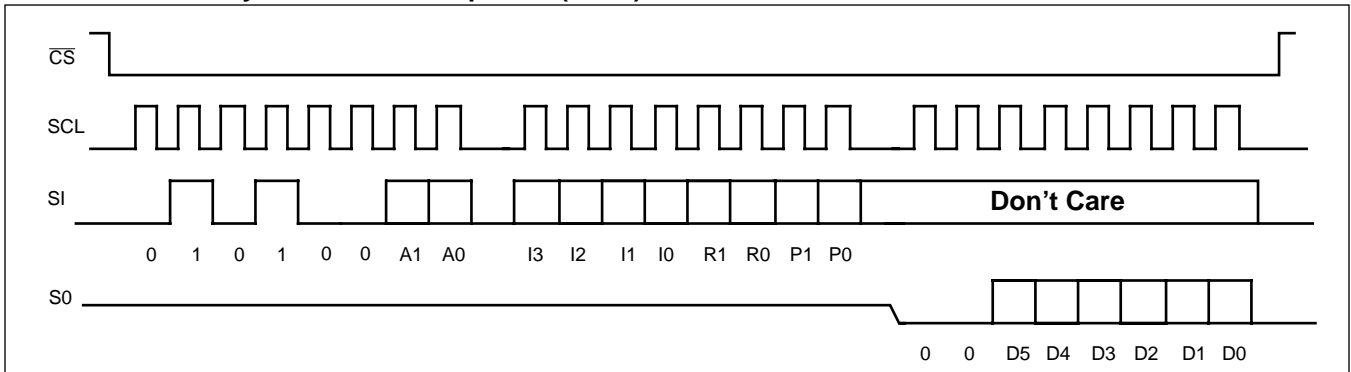 CS
SCL
SI
Don't Care
0 1 0 1 0 0 A1 A0 I3 I2 I1 I0 R1 R0 P1 P0
S0
0 0 D5 D4 D3 D2 D1 D0